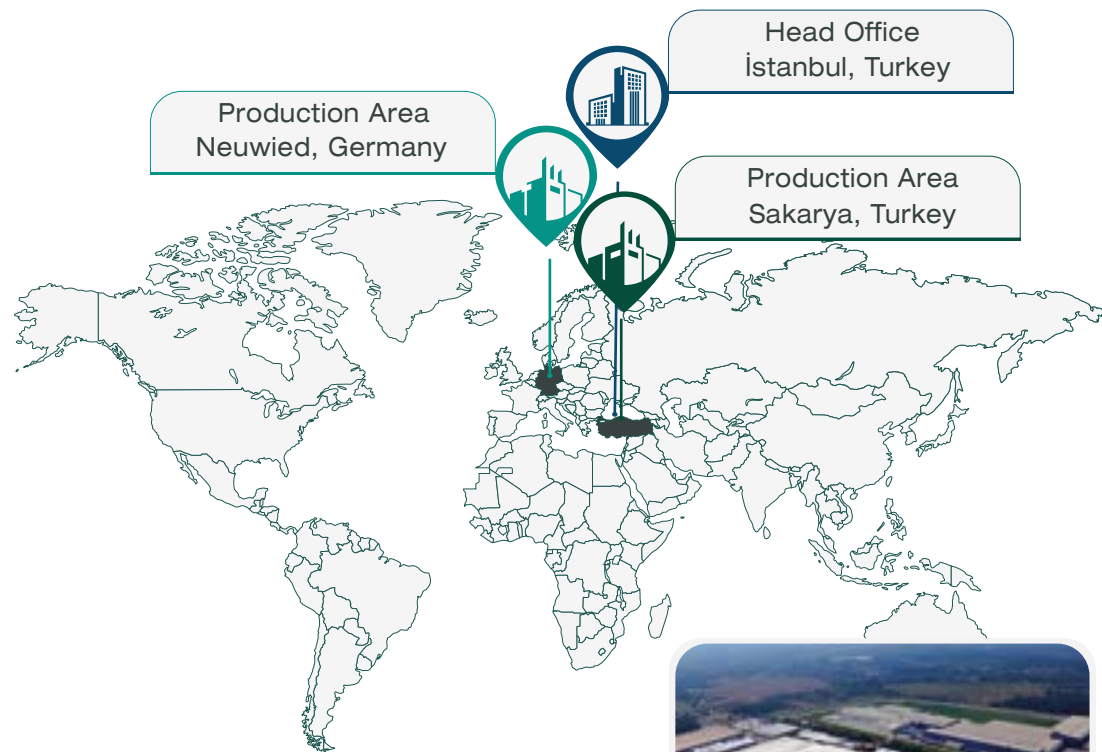 Head Office
İstanbul, Turkey
Production Area
Neuwied, Germany
Production Area
Sakarya, Turkey